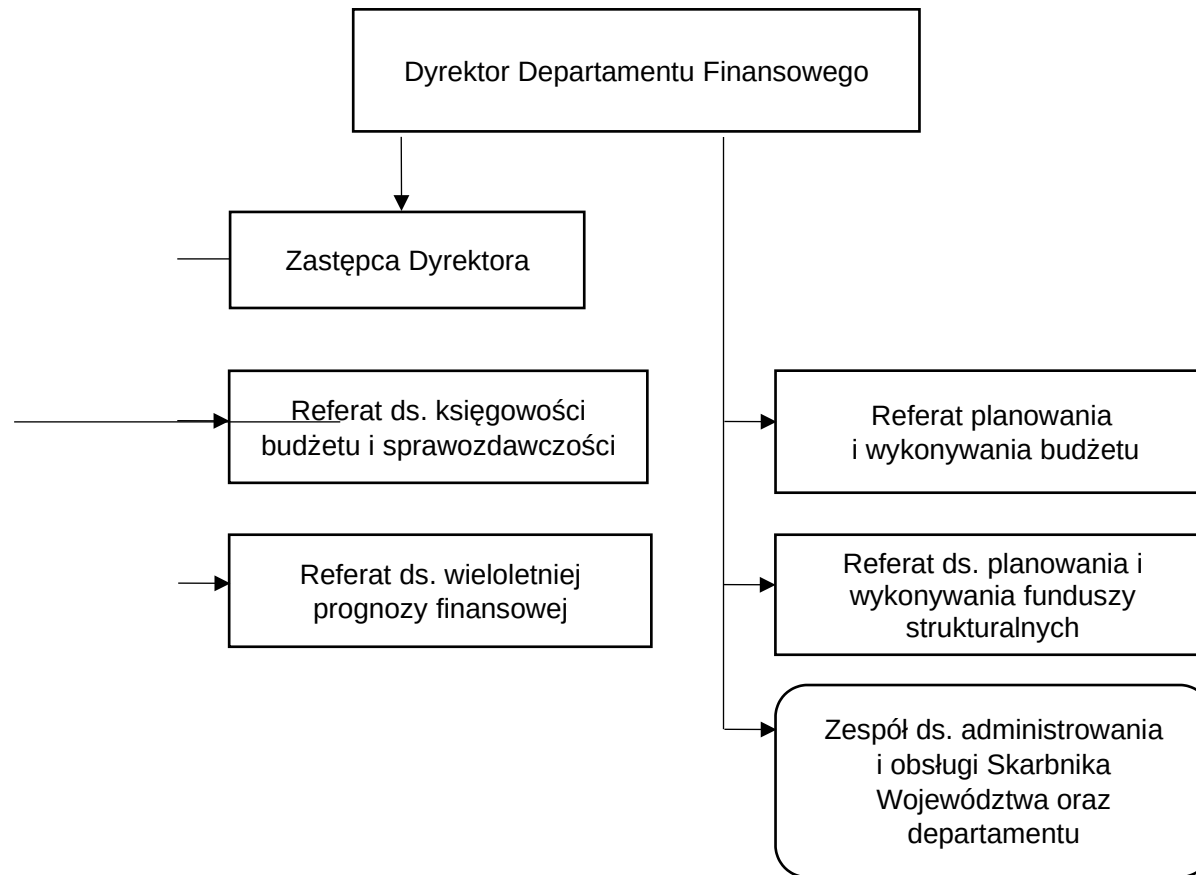 Dyrektor Departamentu Finansowego
Zastępca Dyrektora
Referat ds. księgowości
budżetu i sprawozdawczości
Referat ds. wieloletniej
prognozy finansowej
Referat planowania
i wykonywania budżetu
Referat ds. planowania i
wykonywania funduszy
strukturalnych
Zespół ds. administrowania
i obsługi Skarbnika
Województwa oraz
departamentu